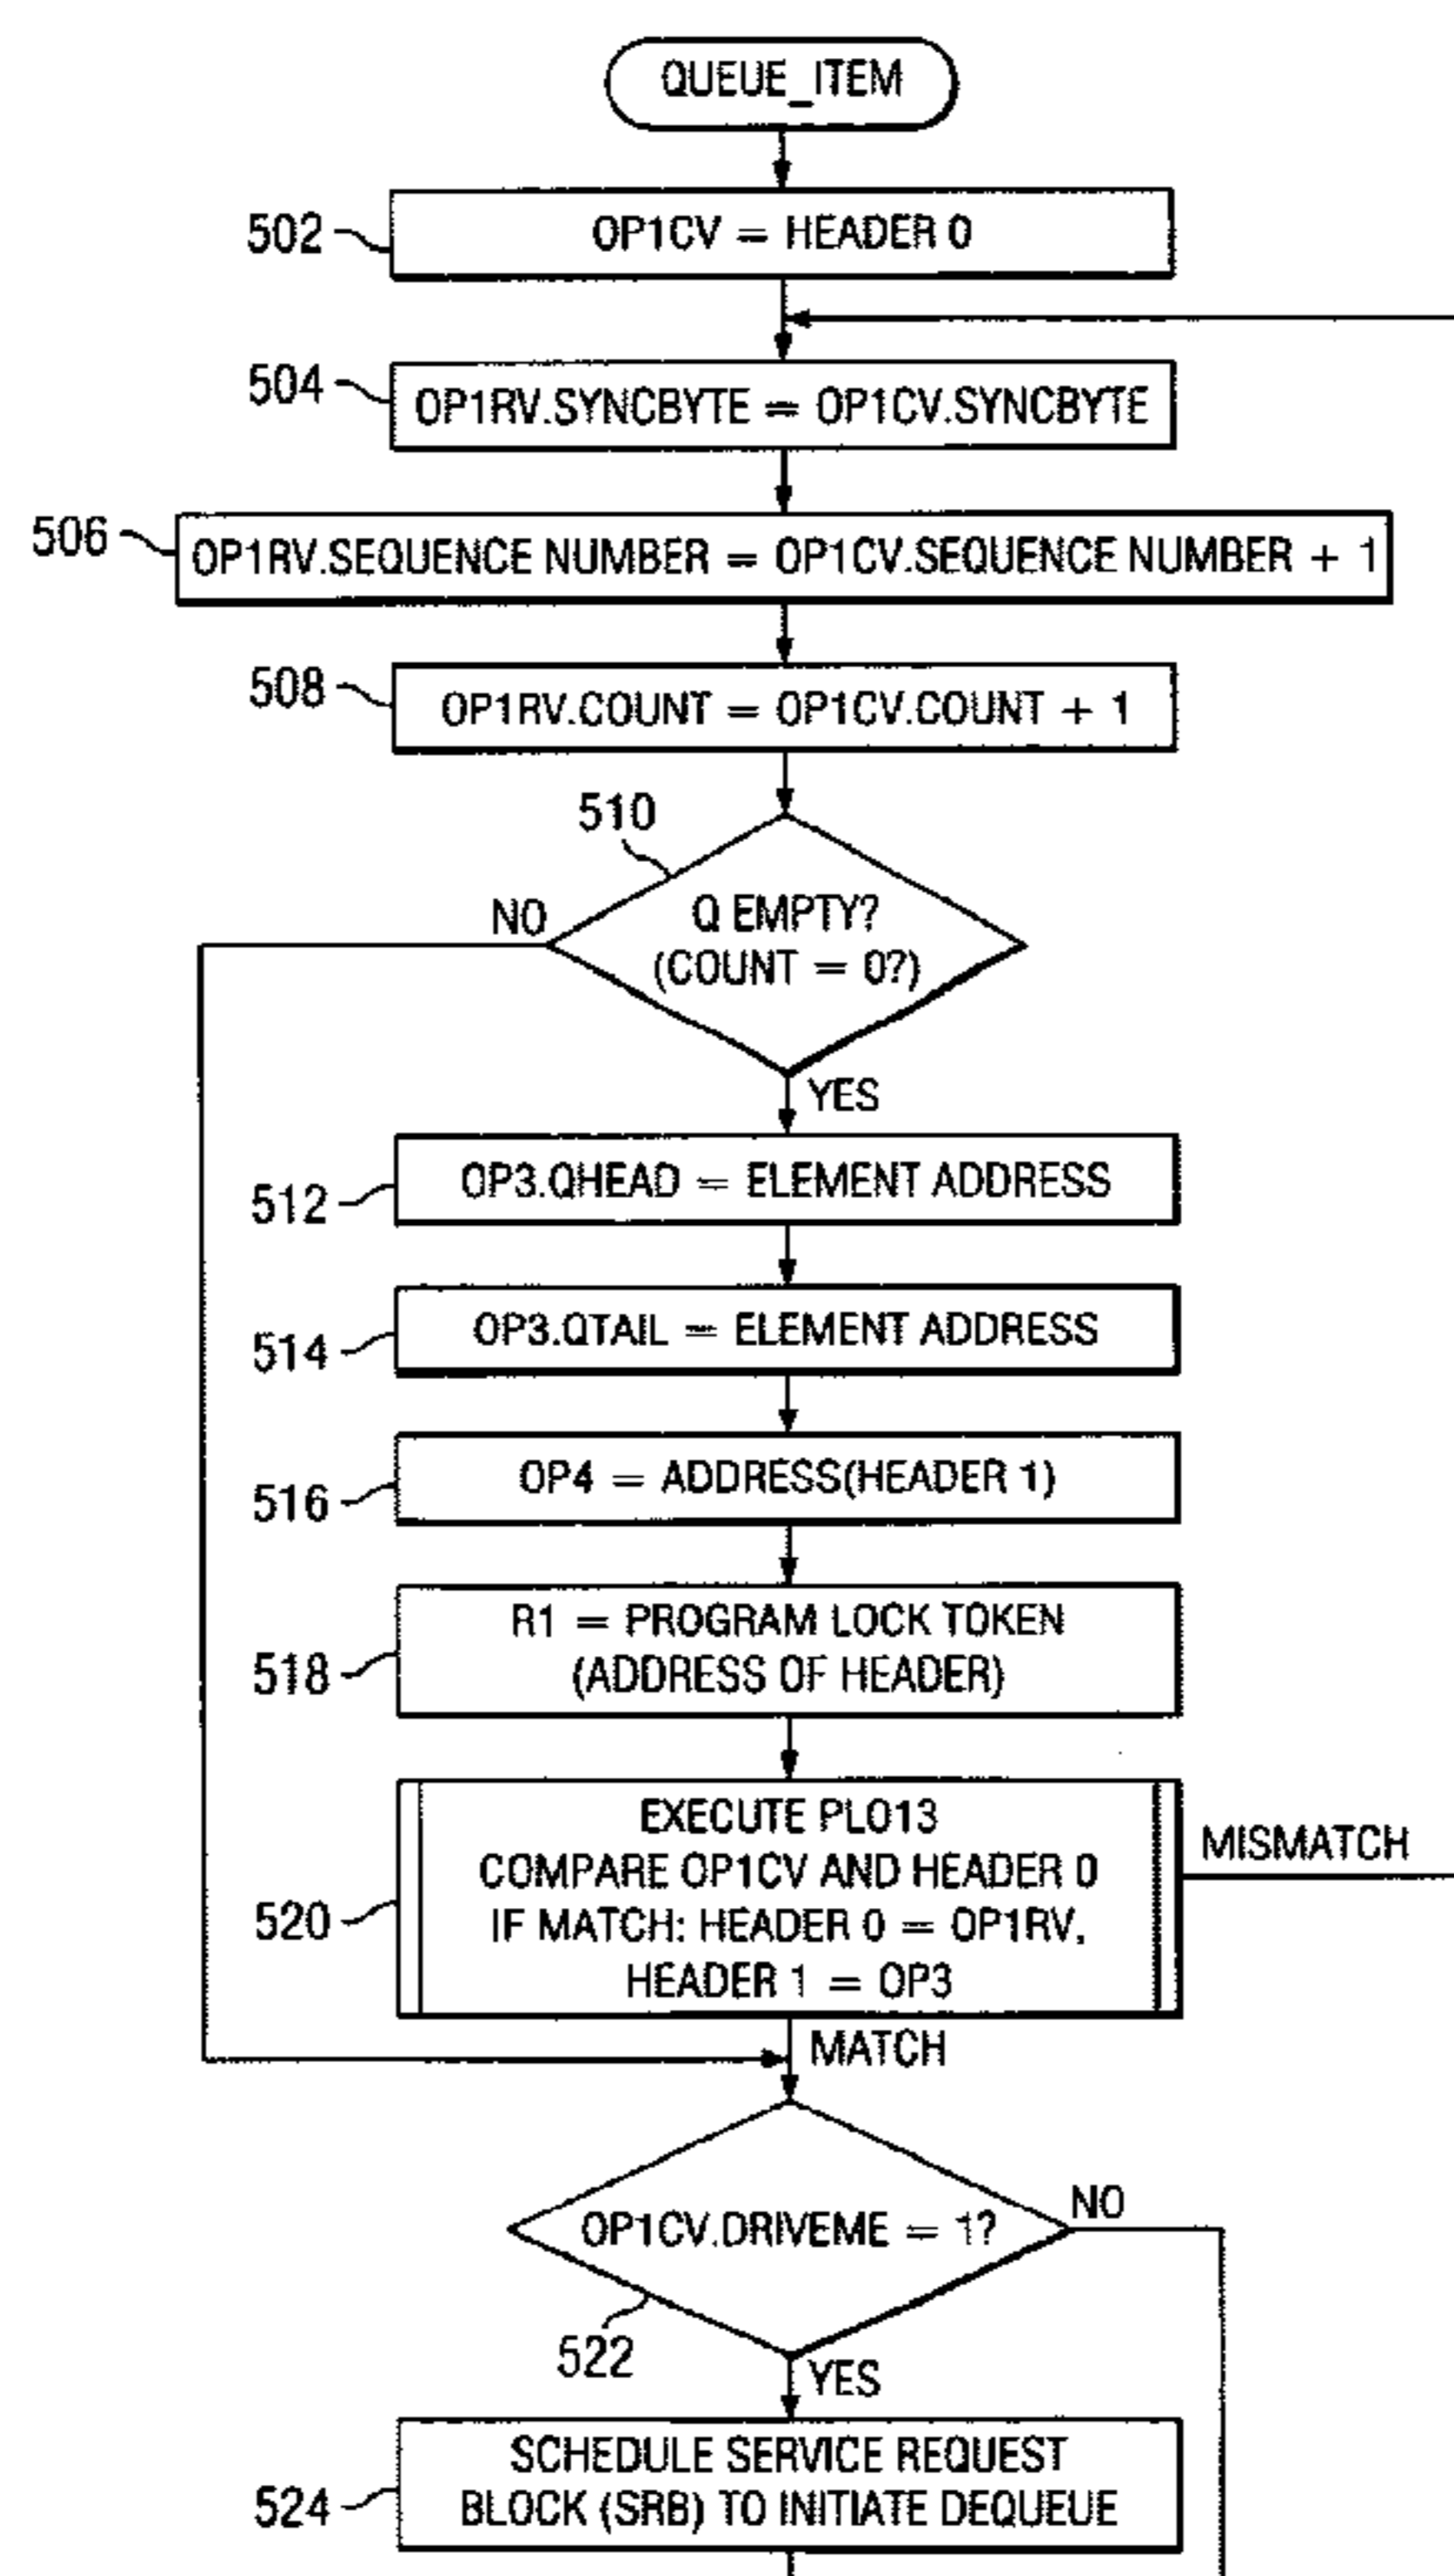 QUEUE_ITEM
502
OP1CV = HEADER 0
504
OP1RV.SYNCBYTE = OP1CV.SYNCBYTE
506
OP1RV.SEQUENCE NUMBER = OP1CV.SEQUENCE NUMBER + 1
508
OP1RV.COUNT = OP1CV.COUNT + 1
510
Q EMPTY?
(COUNT = 0?)
NO
YES
512
OP3.QHEAD = ELEMENT ADDRESS
514
OP3.QTAIL = ELEMENT ADDRESS
516
OP4 = ADDRESS(HEADER 1)
518
R1 = PROGRAM LOCK TOKEN
(ADDRESS OF HEADER)
520
EXECUTE PLO13
COMPARE OP1CV AND HEADER 0
IF MATCH: HEADER 0 = OP1RV,
HEADER 1 = OP3
MISMATCH
MATCH
OP1CV.DRIVEME = 1?
NO
522
YES
524
SCHEDULE SERVICE REQUEST
BLOCK (SRB) TO INITIATE DEQUEUE